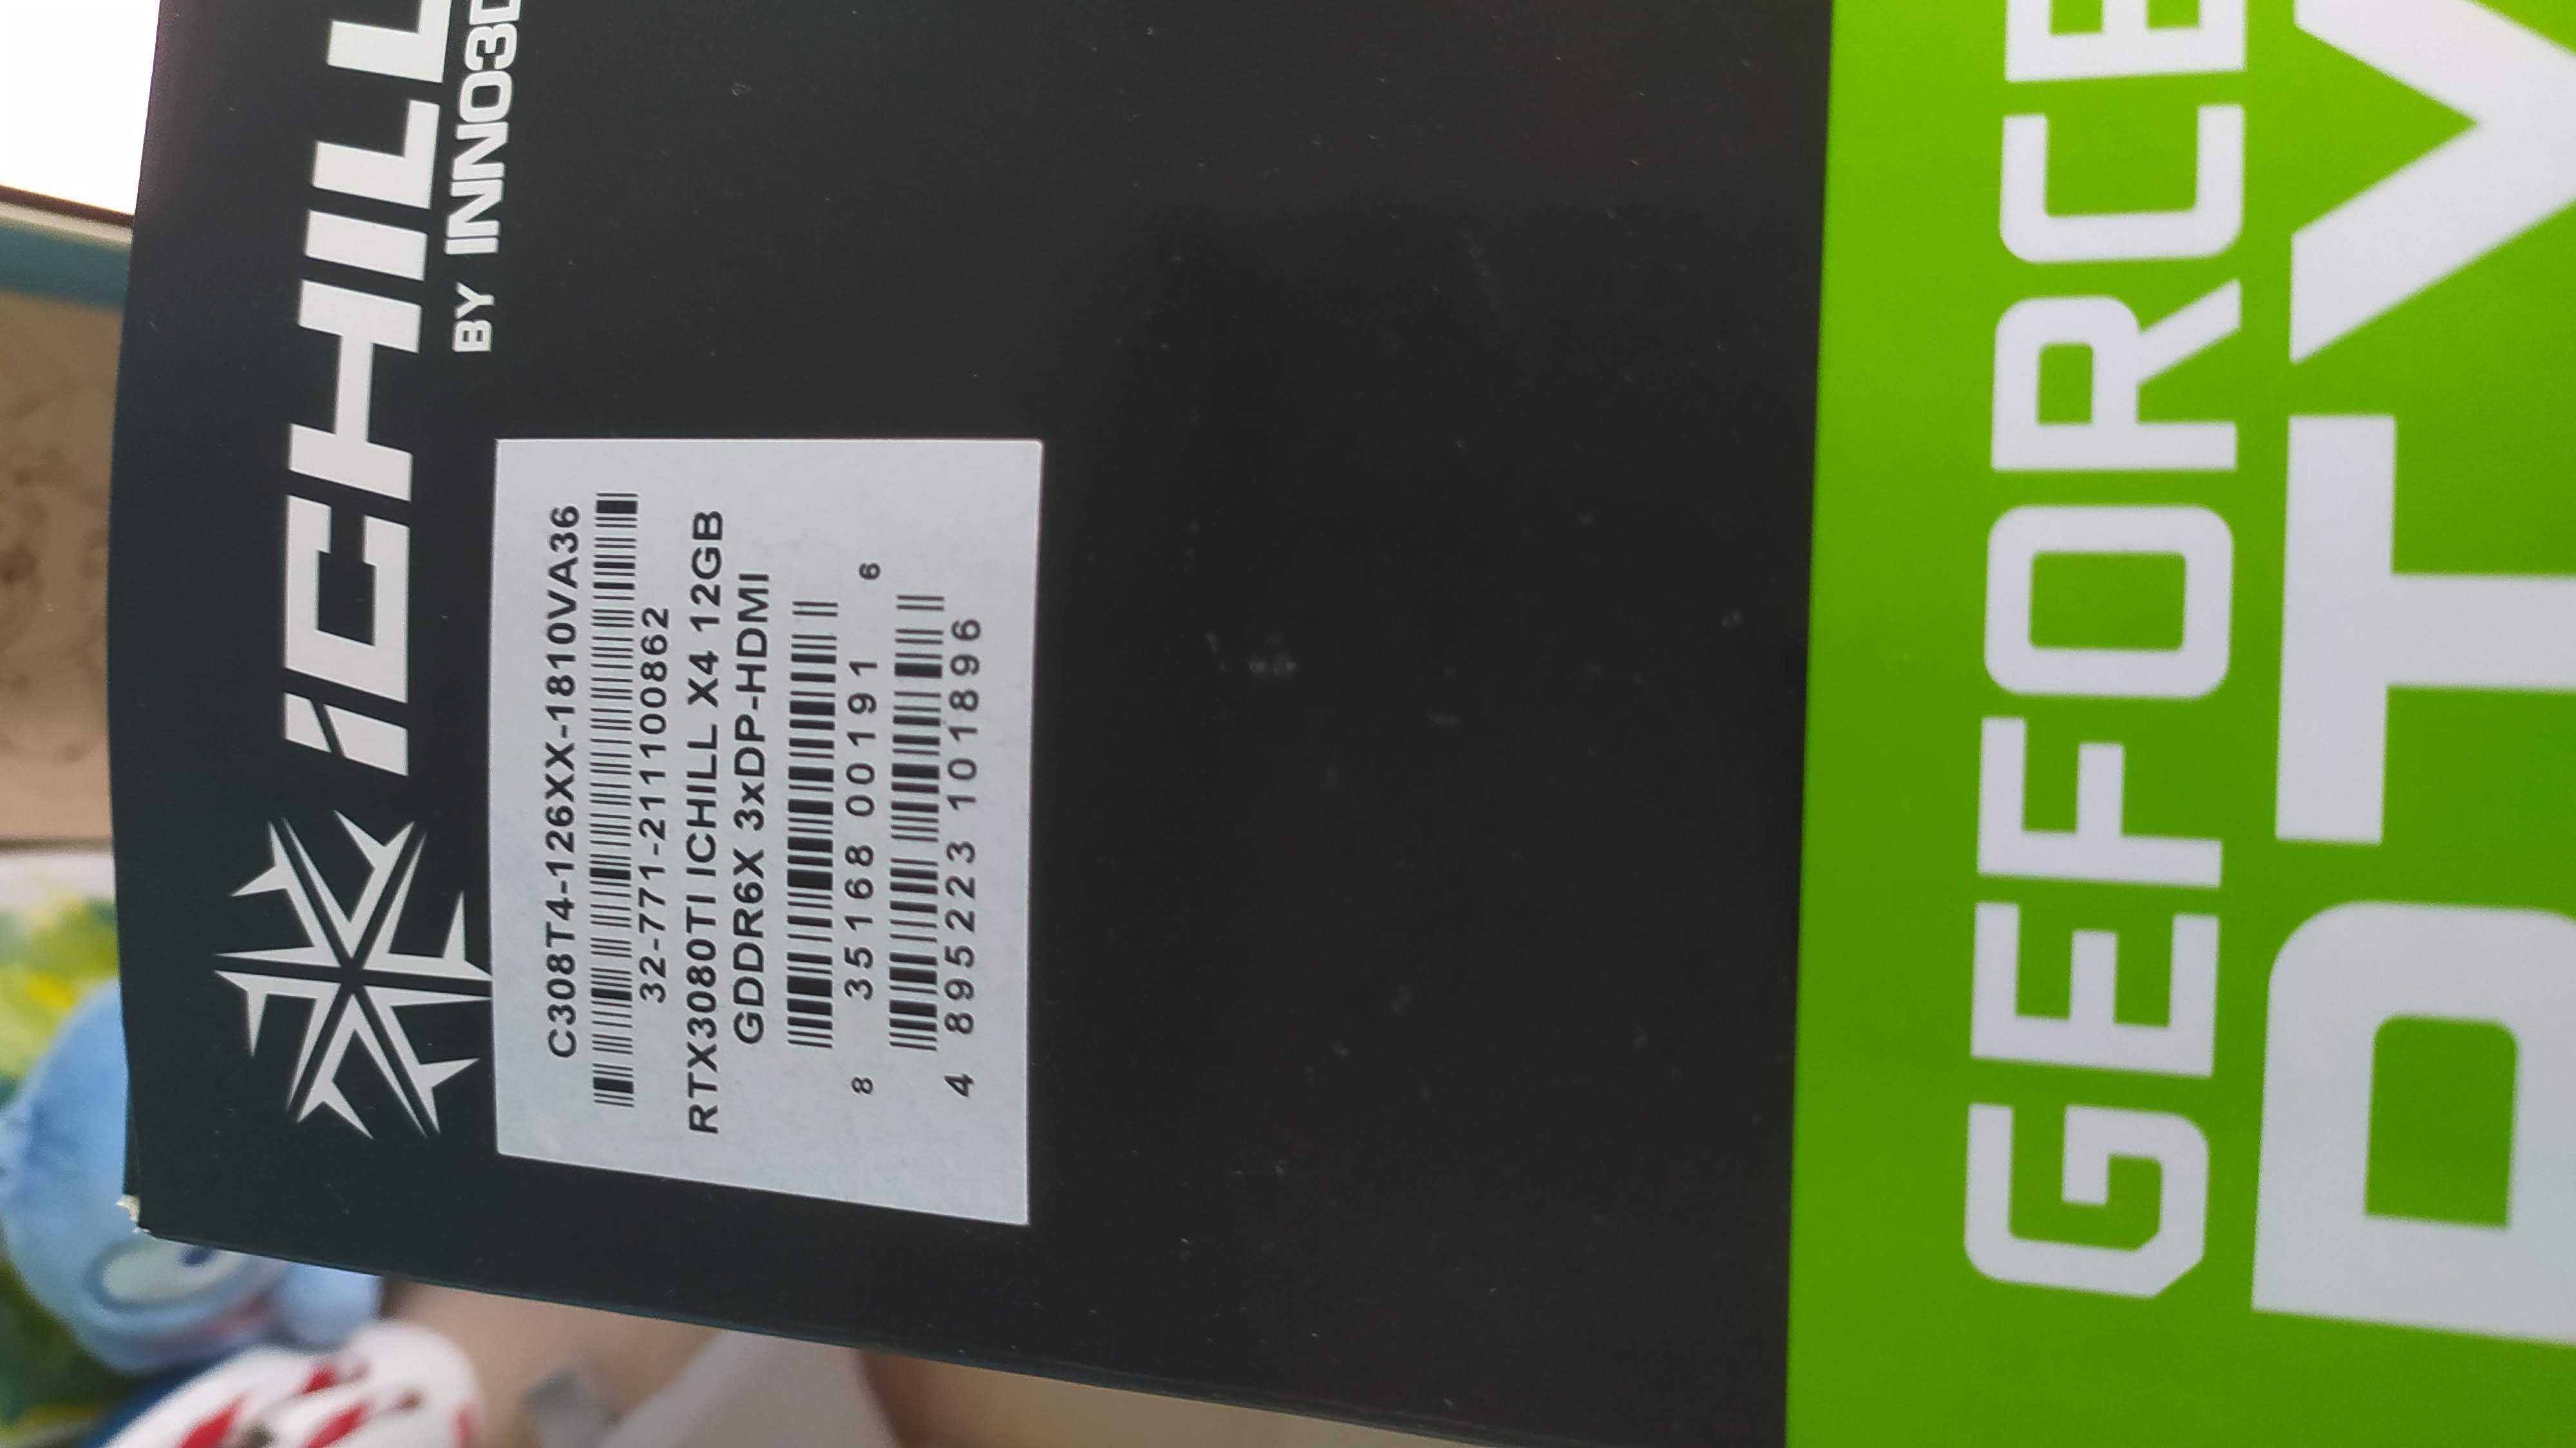 iCHILL
BY INNO3D
C308T4-126XX-1810VA36
32-771-211100862
RTX3080TI ICHILL X4 12GB
GDDR6X 3xDP-HDMI
8 35168 00191 6
4 895223 101896
GEFORCE
RTX